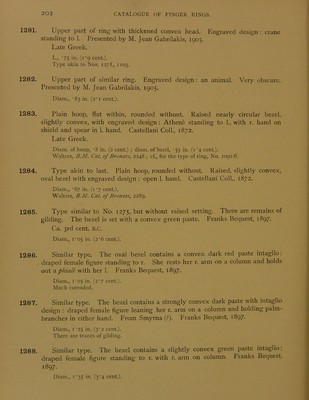 202 CATALOGUE OF FINGER RINGS.
1281. Upper part of ring with thickened convex head. Engraved design: crane
standing to l. Presented by M. Jean Gabrilakis, 1905.
Late Greek.
L., ·75 in. (1·9 cent.).
Type akin to Nos. 1278, 1109.
1282. Upper part of similar ring. Engraved design: an animal. Very obscure.
Presented by M. Jean Gabrilakis, 1905.
Diam., ·83 in. (2·1 cent.).
1283. Plain hoop, flat within, rounded without. Raised nearly circular bezel,
slightly convex, with engraved design: Athenè standing to l., with r. hand on
shield and spear in l. hand. Castellani Coll., 1872.
Late Greek.
Diam. of hoop, ·8 in. (2 cent.); diam. of bezel, ·55 in. (1·4 cent.).
Walters, B.M. Cat. of Bronzes, 2248; cf., for the type of ring, No. 1090 ff.
1284. Type akin to last. Plain hoop, rounded without. Raised, slightly convex,
oval bezel with engraved design: open l. hand. Castellani Coll., 1872.
Diam., ·67 in. (1·7 cent.).
Walters, B.M. Cat. of Bronzes, 2289.
1285. Type similar to No. 1275, but without raised setting. There are remains of
gilding. The bezel is set with a convex green paste. Franks Bequest, 1897.
Ca. 3rd cent. B.C.
Diam., 1·05 in. (2·6 cent.).
1286. Similar type. The oval bezel contains a convex dark red paste intaglio:
draped female figure standing to r. She rests her r. arm on a column and holds
out a phialè with her l. Franks Bequest, 1897.
Diam., 1·05 in. (2·7 cent.).
Much corroded.
1287. Similar type. The bezel contains a strongly convex dark paste with intaglio
design: draped female figure leaning her r. arm on a column and holding palm-
branches in either hand. From Smyrna (?). Franks Bequest, 1897.
Diam., 1·25 in. (3·2 cent.).
There are traces of gilding.
1288. Similar type. The bezel contains a slightly convex green paste intaglio:
draped female figure standing to r. with r. arm on column. Franks Bequest,
1897.
Diam., 1·35 in. (3·4 cent.).